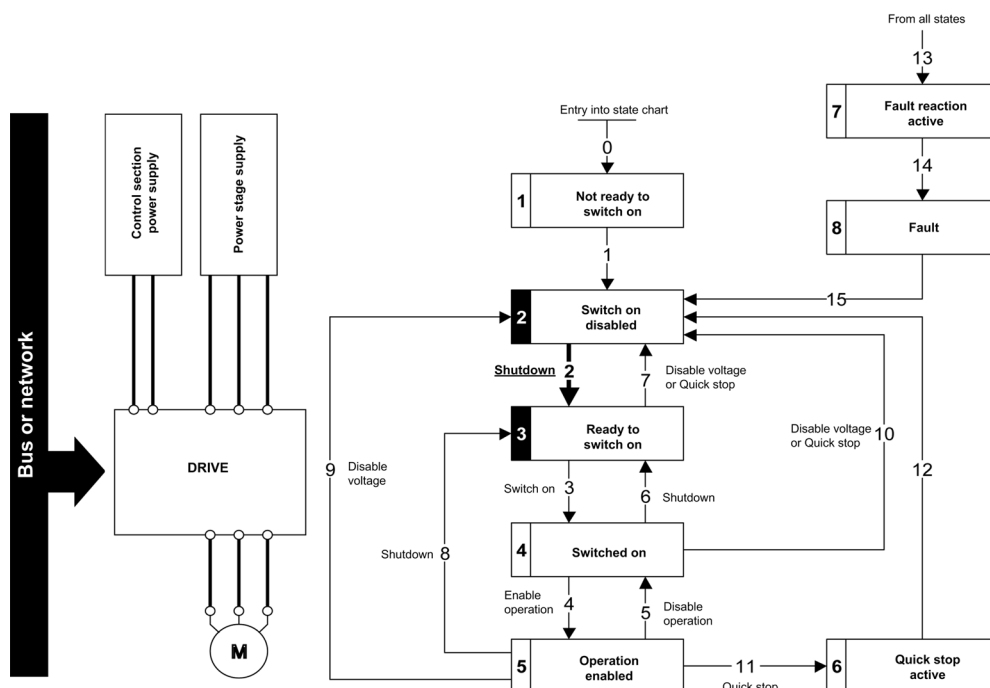 From all states
13
7
Fault reaction
active
14
8
Fault
Entry into state chart
0
1
Not ready to
switch on
1
15
2
Switch on
disabled
Shutdown
2
7
Disable voltage
or Quick stop
3
Ready to
switch on
Switch on
3
6
Shutdown
4
Switched on
Enable
operation
4
5
Disable
operation
5
Operation
enabled
9
Disable
voltage
Shutdown
8
Disable voltage
or Quick stop
10
12
11
Quick stop
6
Quick stop
active
Bus or network
Control section
power supply
Power stage supply
DRIVE
M